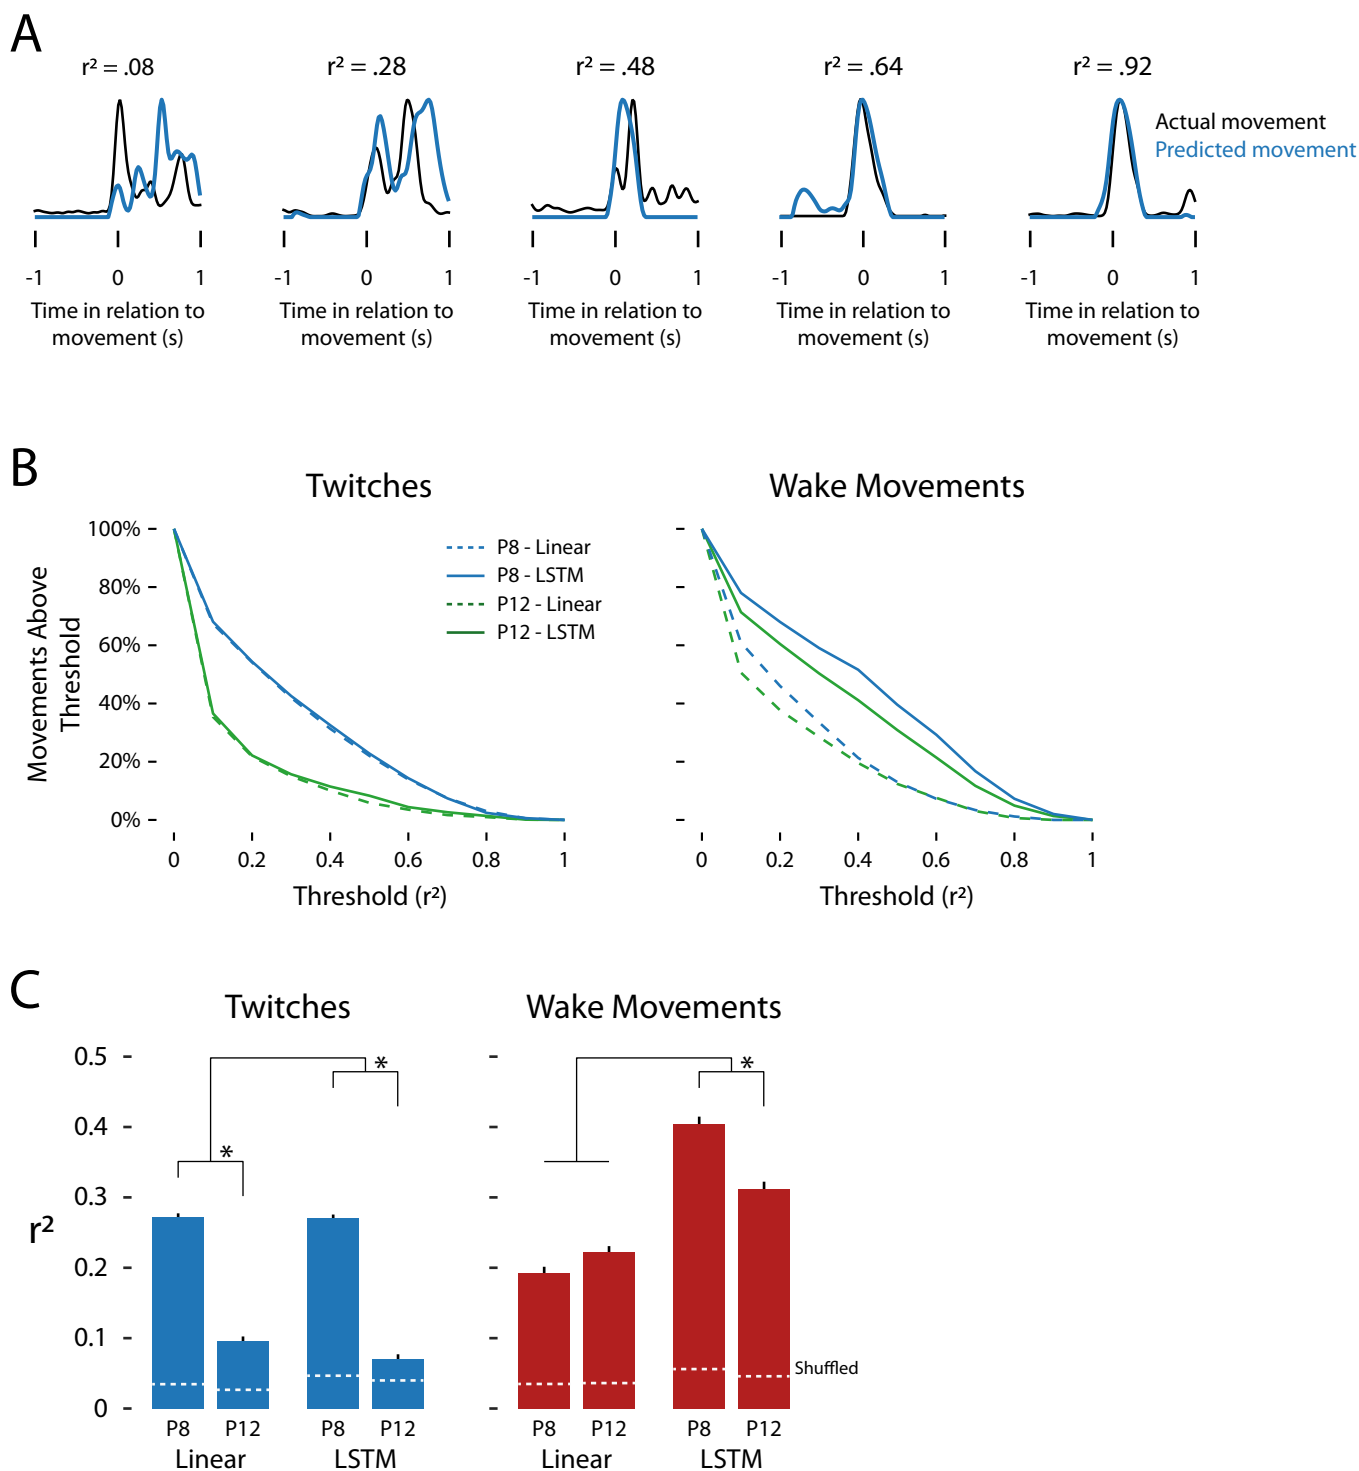 A
r² = .08
r² = .28
r² = .48
r² = .64
r² = .92
Actual movement
Predicted movement
-1 0 1
-1 0 1
-1 0 1
-1 0 1
-1 0 1
Time in relation to
movement (s)
Time in relation to
movement (s)
Time in relation to
movement (s)
Time in relation to
movement (s)
Time in relation to
movement (s)
B
Twitches
Wake Movements
Movements Above
Threshold
100%
80%
60%
40%
20%
0%
P8 - Linear
P8 - LSTM
P12 - Linear
P12 - LSTM
0 0.2 0.4 0.6 0.8 1
0 0.2 0.4 0.6 0.8 1
Threshold (r²)
Threshold (r²)
C
Twitches
Wake Movements
r²
0.5
0.4
0.3
0.2
0.1
0
*
*
*
Shuffled
P8 P12
P8 P12
P8 P12
P8 P12
Linear
LSTM
Linear
LSTM